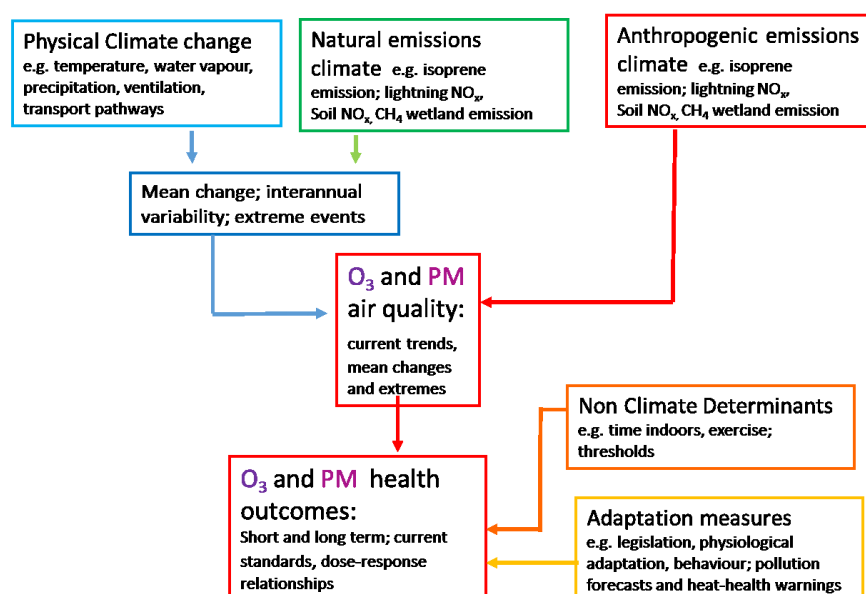 Physical Climate change
e.g. temperature, water vapour,
precipitation, ventilation,
transport pathways
Natural emissions
climate e.g. isoprene
emission; lightning NOₓ,
Soil NOₓ, CH₄ wetland emission
Anthropogenic emissions
climate e.g. isoprene
emission; lightning NOₓ,
Soil NOₓ, CH₄ wetland emission
Mean change; interannual
variability; extreme events
O₃ and PM
air quality:
current trends,
mean changes
and extremes
Non Climate Determinants
e.g. time indoors, exercise;
thresholds
O₃ and PM health
outcomes:
Short and long term; current
standards, dose-response
relationships
Adaptation measures
e.g. legislation, physiological
adaptation, behaviour; pollution
forecasts and heat-health warnings